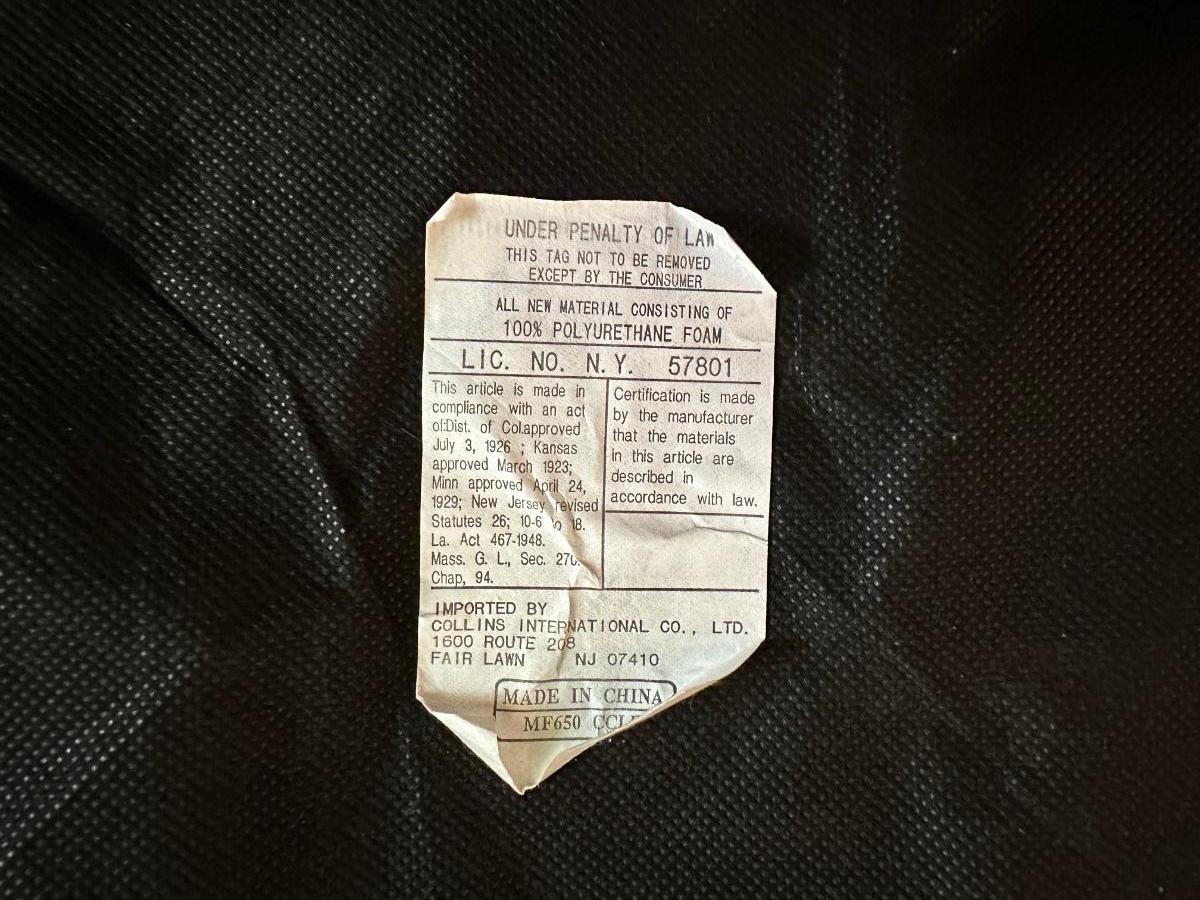 UNDER PENALTY OF LAW
THIS TAG NOT TO BE REMOVED
EXCEPT BY THE CONSUMER
ALL NEW MATERIAL CONSISTING OF
100% POLYURETHANE FOAM
LIC. NO. N.Y. 57801
This article is made in
compliance with an act
of:Dist. of Col.approved
July 3, 1926 ; Kansas
approved March 1923;
Minn approved April 24,
1929; New Jersey revised
Statutes 26; 10-6 18.
La. Act 467-1948.
Mass. G. L., Sec.
Chap, 94.
Certification is made
by the manufacturer
that the materials
in this article are
described in
accordance with law.
IMPORTED BY
COLLINS INTERNATIONAL CO., LTD.
1600 ROUTE 208
FAIR LAWN NJ 07410
MADE IN CHINA
MF650